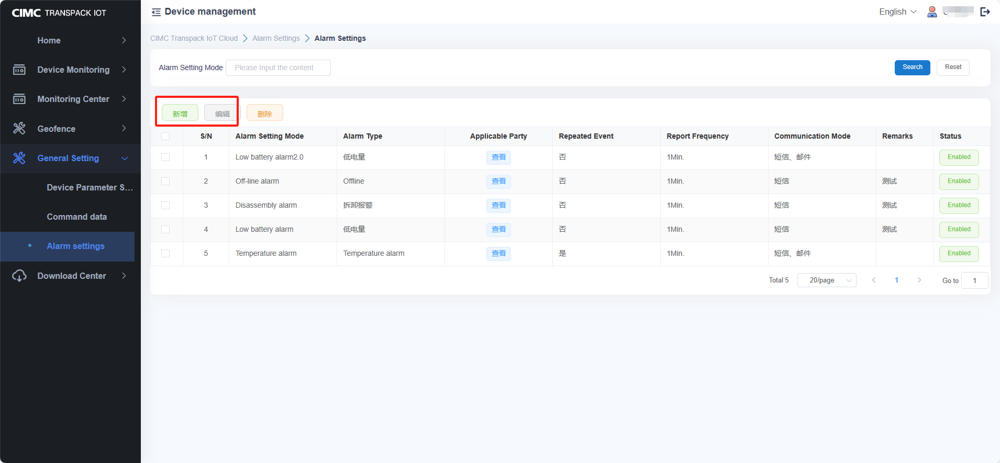 CIMC TRANSPACK IOT
Home
Device Monitoring
Monitoring Center
Geofence
General Setting
Device Parameter S...
Command data
Alarm settings
Download Center
Device management
English
CIMC Transpack IoT Cloud > Alarm Settings > Alarm Settings
Alarm Setting Mode Please Input the content Search Reset
新增 编辑 删除
S/N Alarm Setting Mode Alarm Type Applicable Party Repeated Event Report Frequency Communication Mode Remarks Status
1 Low battery alarm2.0 低电量 查看 否 1Min. 短信、邮件 Enabled
2 Off-line alarm Offline 查看 否 1Min. 短信 测试 Enabled
3 Disassembly alarm 拆卸报警 查看 否 1Min. 短信 测试 Enabled
4 Low battery alarm 低电量 查看 否 1Min. 短信 测试 Enabled
5 Temperature alarm Temperature alarm 查看 是 1Min. 短信、邮件 Enabled
Total 5 20/page 1 Go to 1